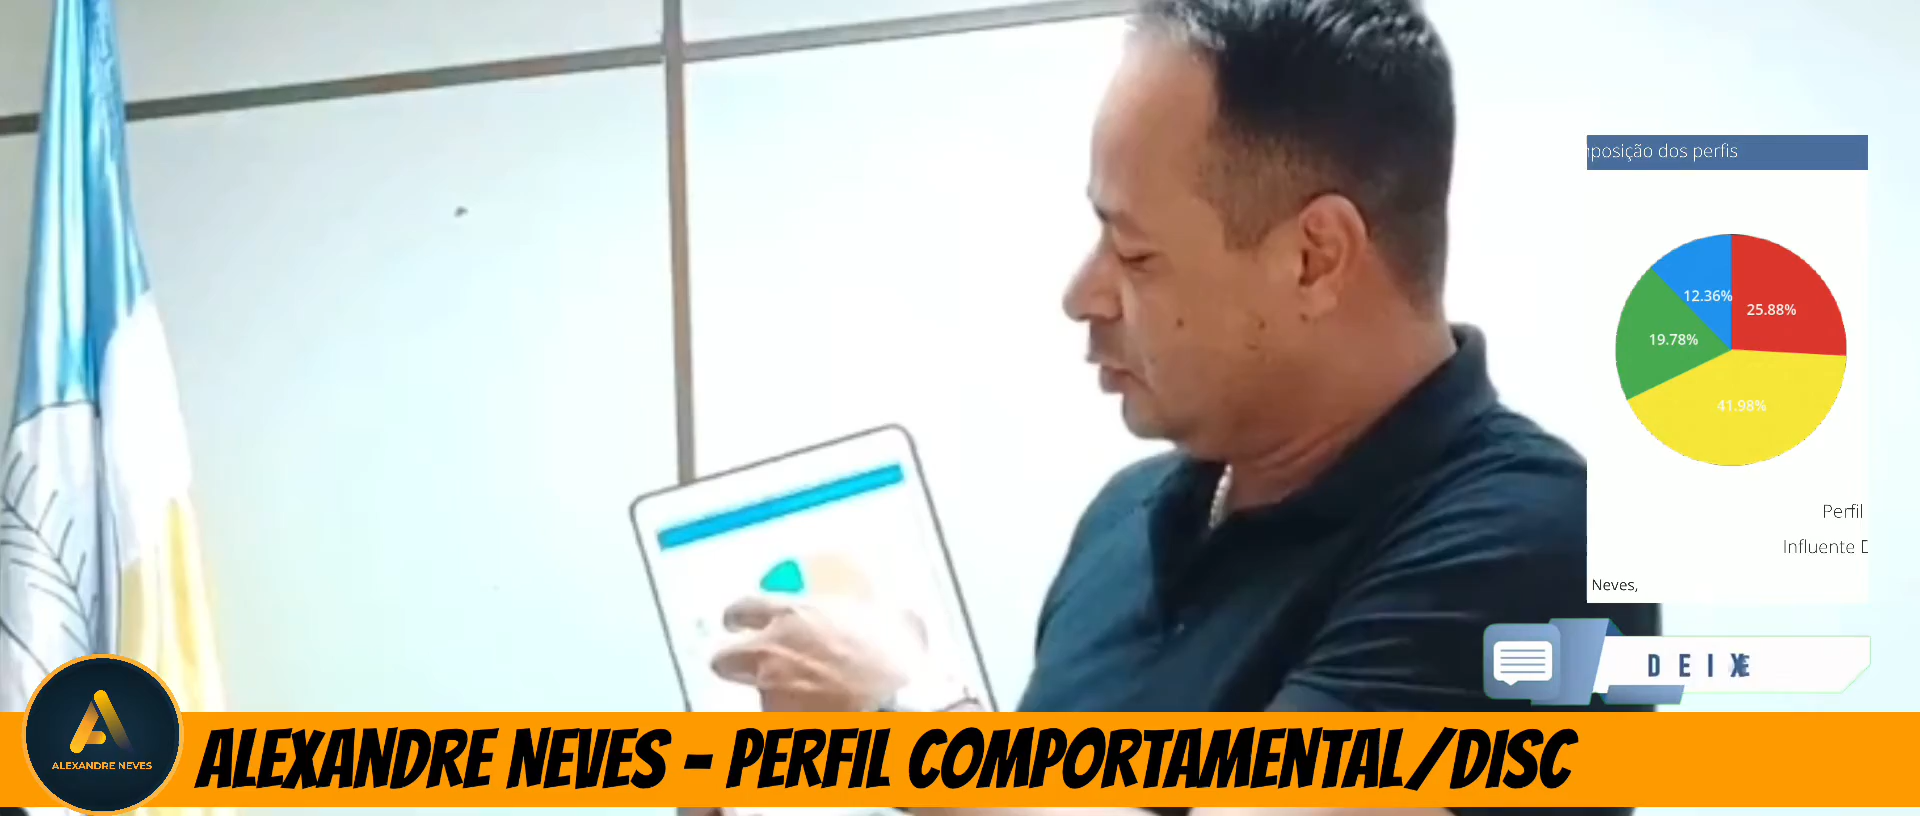 posição dos perfis
12.36%
25.88%
19.78%
41.98%
Perfil
Influente
Neves,
DEIXE
ALEXANDRE NEVES
ALEXANDRE NEVES - PERFIL COMPORTAMENTAL/DISC